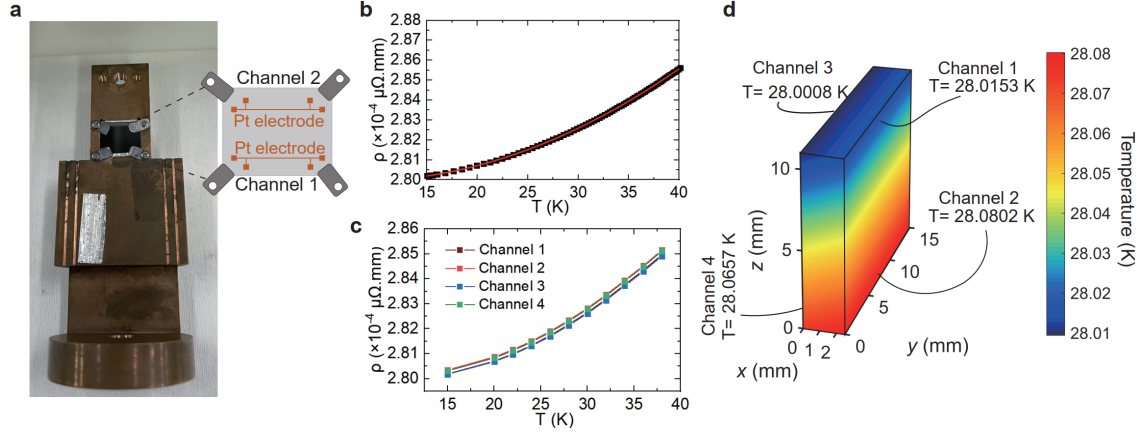 a
Channel 2
Pt electrode
Pt electrode
Channel 1
b
2.88
2.87
2.86
2.85
2.84
2.83
2.82
2.81
2.80
ρ (×10⁻⁴ μΩ.mm)
15 20 25 30 35 40
T (K)
c
2.86
2.85
2.84
2.83
2.82
2.81
2.80
ρ (×10⁻⁴ μΩ.mm)
Channel 1
Channel 2
Channel 3
Channel 4
15 20 25 30 35 40
T (K)
d
Channel 3
T= 28.0008 K
Channel 1
T= 28.0153 K
Channel 2
T= 28.0802 K
Channel 4
T= 28.0657 K
10
5
0
z (mm)
0 1 2
x (mm)
0
5
10
15
y (mm)
28.08
28.07
28.06
28.05
28.04
28.03
28.02
28.01
Temperature (K)